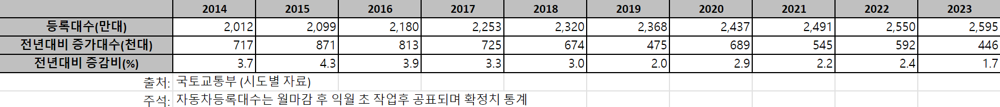 2014 2015 2016 2017 2018 2019 2020 2021 2022 2023
등록대수(만대) 2,012 2,099 2,180 2,253 2,320 2,368 2,437 2,491 2,550 2,595
전년대비 증가대수(천대) 717 871 813 725 674 475 689 545 592 446
전년대비 증감비(%) 3.7 4.3 3.9 3.3 3.0 2.0 2.9 2.2 2.4 1.7
출처: 국토교통부 (시도별 자료)
주석: 자동차등록대수는 월마감 후 익월 초 작업후 공표되며 확정치 통계